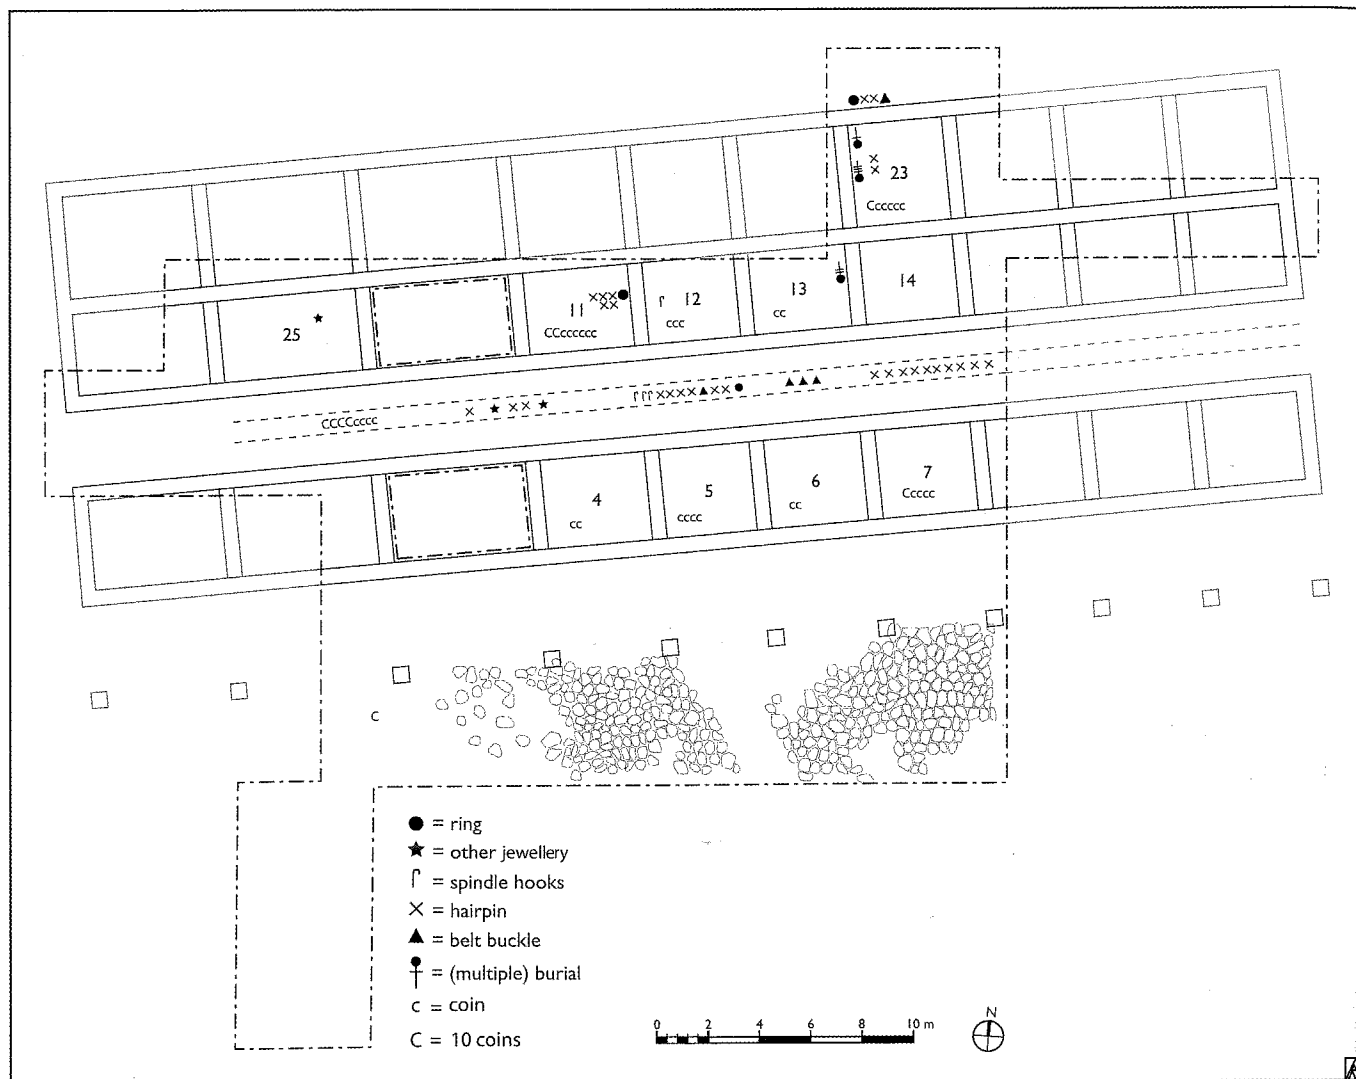 23
Cccccc
14
13
cc
12
ccc
11
CCccccccc
25
CCCCcccc
7
Ccccc
6
cc
5
cccc
4
cc
c
= ring
= other jewellery
= spindle hooks
= hairpin
= belt buckle
= (multiple) burial
c = coin
C = 10 coins
0 2 4 6 8 10 m
N